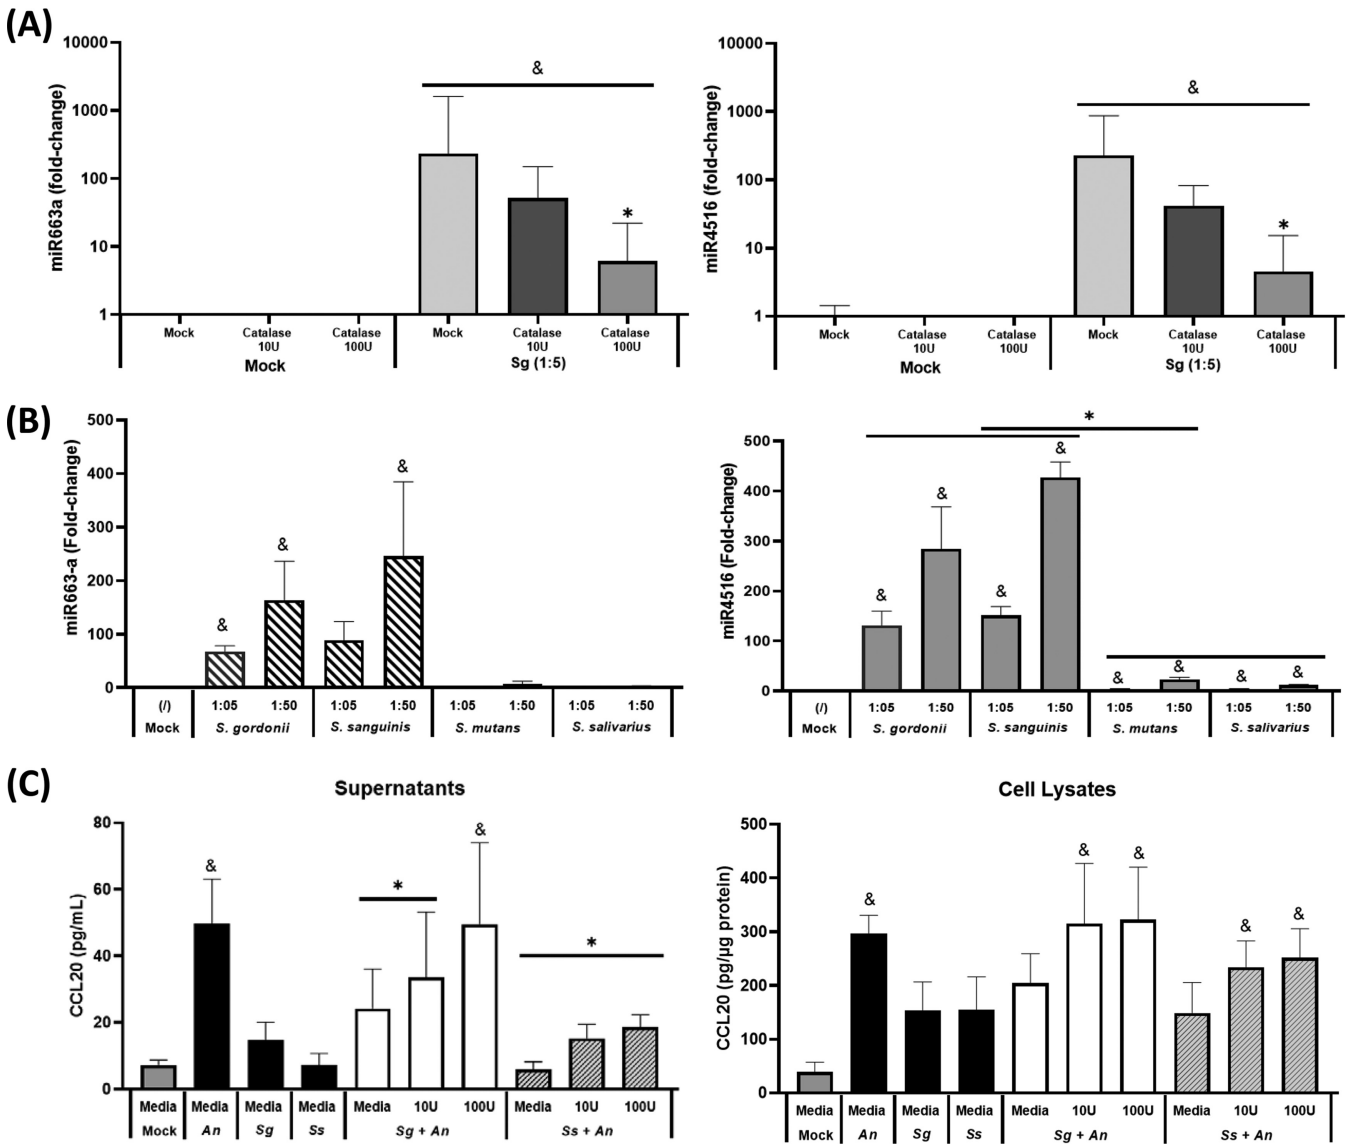 (A)
10000
1000
100
10
1
miR663a (fold-change)
&
*
Mock
Catalase 10U
Catalase 100U
Mock
Catalase 10U
Catalase 100U
Mock
Sg (1:5)
10000
1000
100
10
1
miR4516 (fold-change)
&
*
Mock
Catalase 10U
Catalase 100U
Mock
Catalase 10U
Catalase 100U
Mock
Sg (1:5)
(B)
500
400
300
200
100
0
miR663-a (Fold-change)
& & &
(/) 1:05 1:50 1:05 1:50 1:05 1:50 1:05 1:50
Mock S. gordonii S. sanguinis S. mutans S. salivarius
500
400
300
200
100
0
miR4516 (Fold-change)
*
& & & & & & & &
(/) 1:05 1:50 1:05 1:50 1:05 1:50 1:05 1:50
Mock S. gordonii S. sanguinis S. mutans S. salivarius
(C)
Supernatants
80
60
40
20
0
CCL20 (pg/mL)
& * & *
Media Media Media Media Media 10U 100U Media 10U 100U
Mock An Sg Ss Sg + An Ss + An
Cell Lysates
500
400
300
200
100
0
CCL20 (pg/µg protein)
& & & & &
Media Media Media Media Media 10U 100U Media 10U 100U
Mock An Sg Ss Sg + An Ss + An